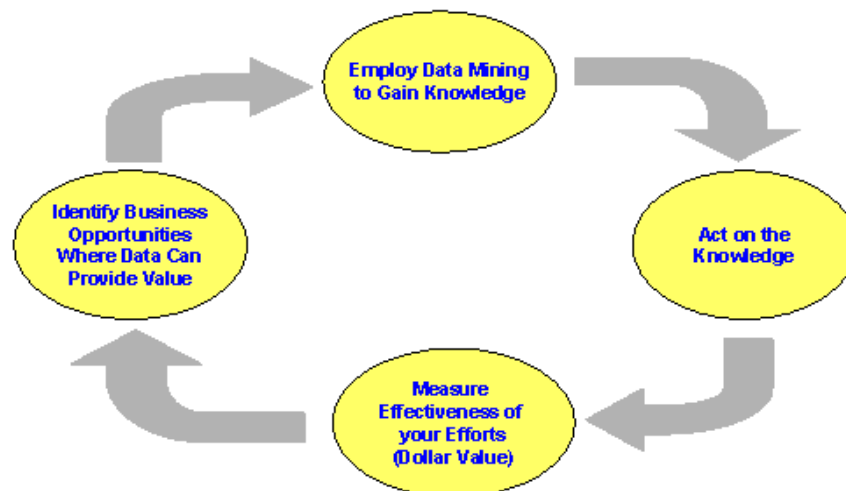 Employ Data Mining
to Gain Knowledge
Identify Business
Opportunities
Where Data Can
Provide Value
Act on the
Knowledge
Measure
Effectiveness of
your Efforts
(Dollar Value)